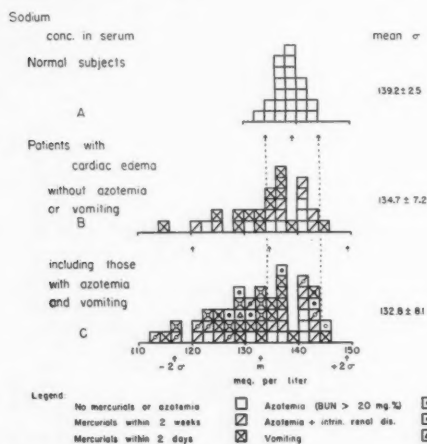 Sodium
conc. in serum
mean σ
Normal subjects
139.2 ± 2.5
A
Patients with
cardiac edema
without azotemia
or vomiting
134.7 ± 7.2
B
including those
with azotemia
and vomiting
132.8 ± 8.1
C
110 120 130 140 150
- 2 σ m + 2 σ
meq. per liter
Legend:
No mercurials or azotemia
Azotemia (BUN > 20 mg.%)
Mercurials within 2 weeks
Azotemia + intrin. renal dis.
Mercurials within 2 days
Vomiting